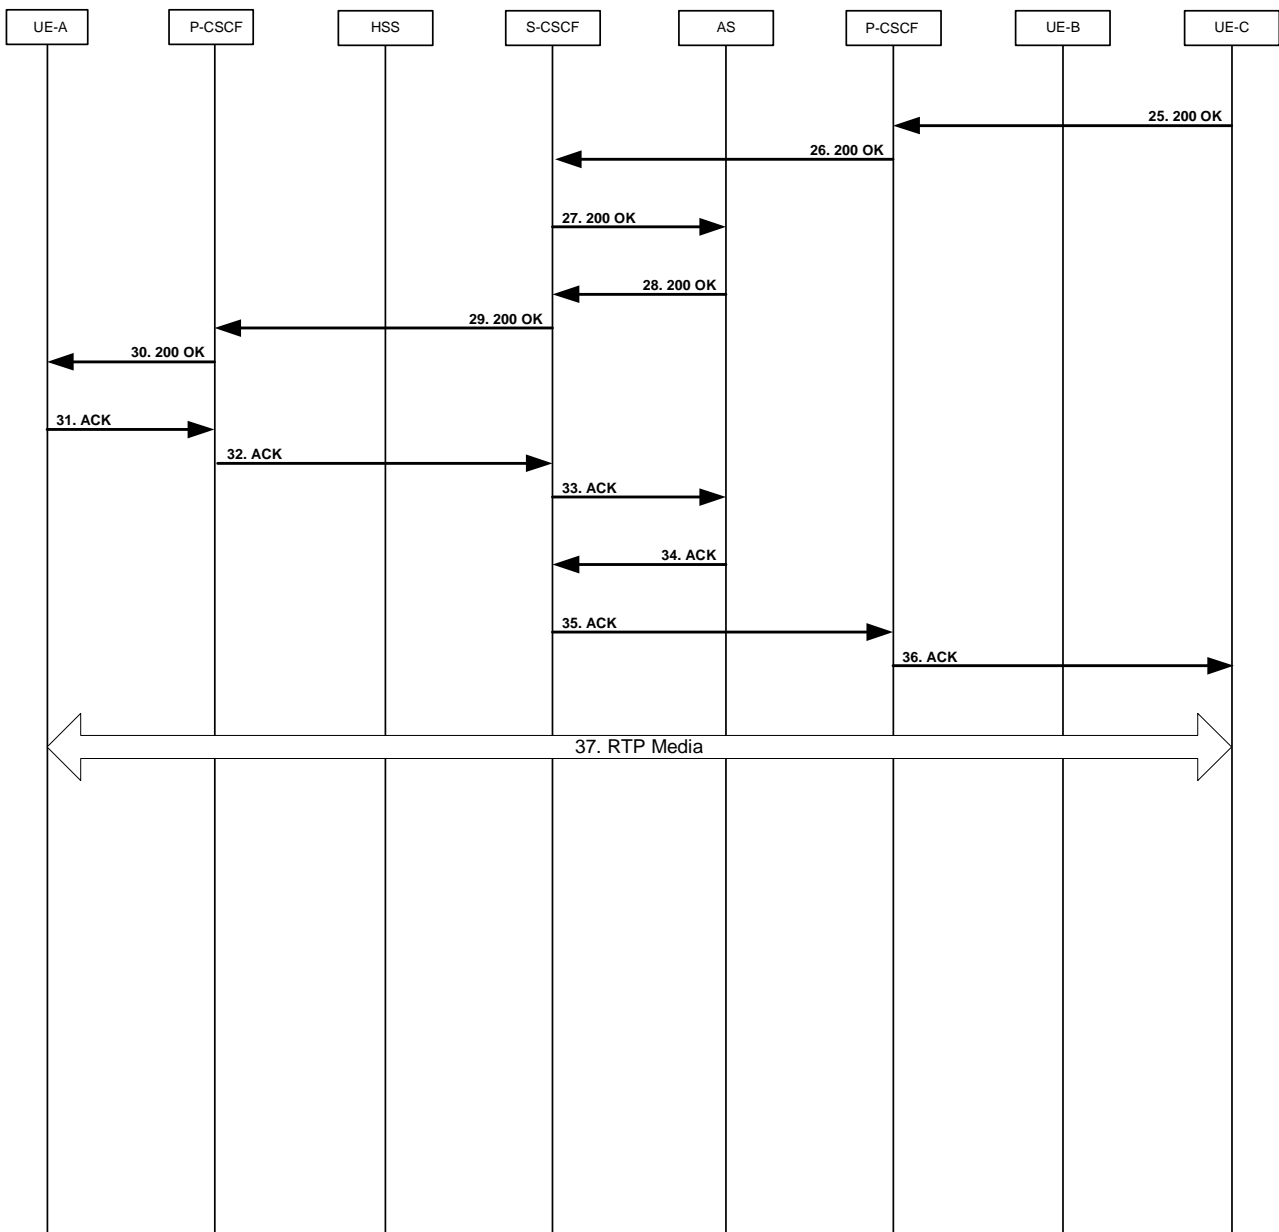 UE-A
P-CSCF
HSS
S-CSCF
AS
P-CSCF
UE-B
UE-C
25. 200 OK
26. 200 OK
27. 200 OK
28. 200 OK
29. 200 OK
30. 200 OK
31. ACK
32. ACK
33. ACK
34. ACK
35. ACK
36. ACK
37. RTP Media